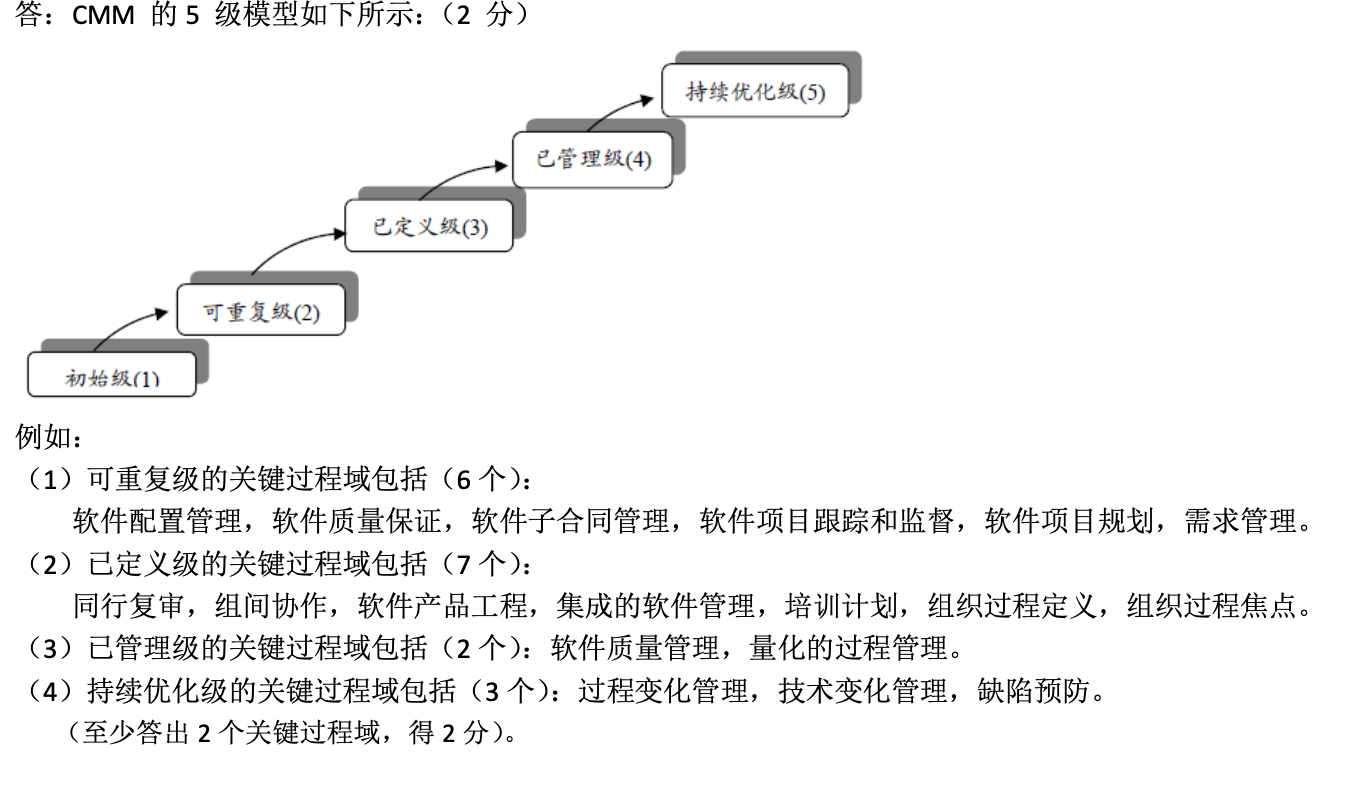 答：CMM 的 5 级模型如下所示：（2 分）
持续优化级(5)
已管理级(4)
已定义级(3)
可重复级(2)
初始级(1)
例如：
（1）可重复级的关键过程域包括（6 个）：
软件配置管理，软件质量保证，软件子合同管理，软件项目跟踪和监督，软件项目规划，需求管理。
（2）已定义级的关键过程域包括（7 个）：
同行复审，组间协作，软件产品工程，集成的软件管理，培训计划，组织过程定义，组织过程焦点。
（3）已管理级的关键过程域包括（2 个）：软件质量管理，量化的过程管理。
（4）持续优化级的关键过程域包括（3 个）：过程变化管理，技术变化管理，缺陷预防。
（至少答出 2 个关键过程域，得 2 分）。